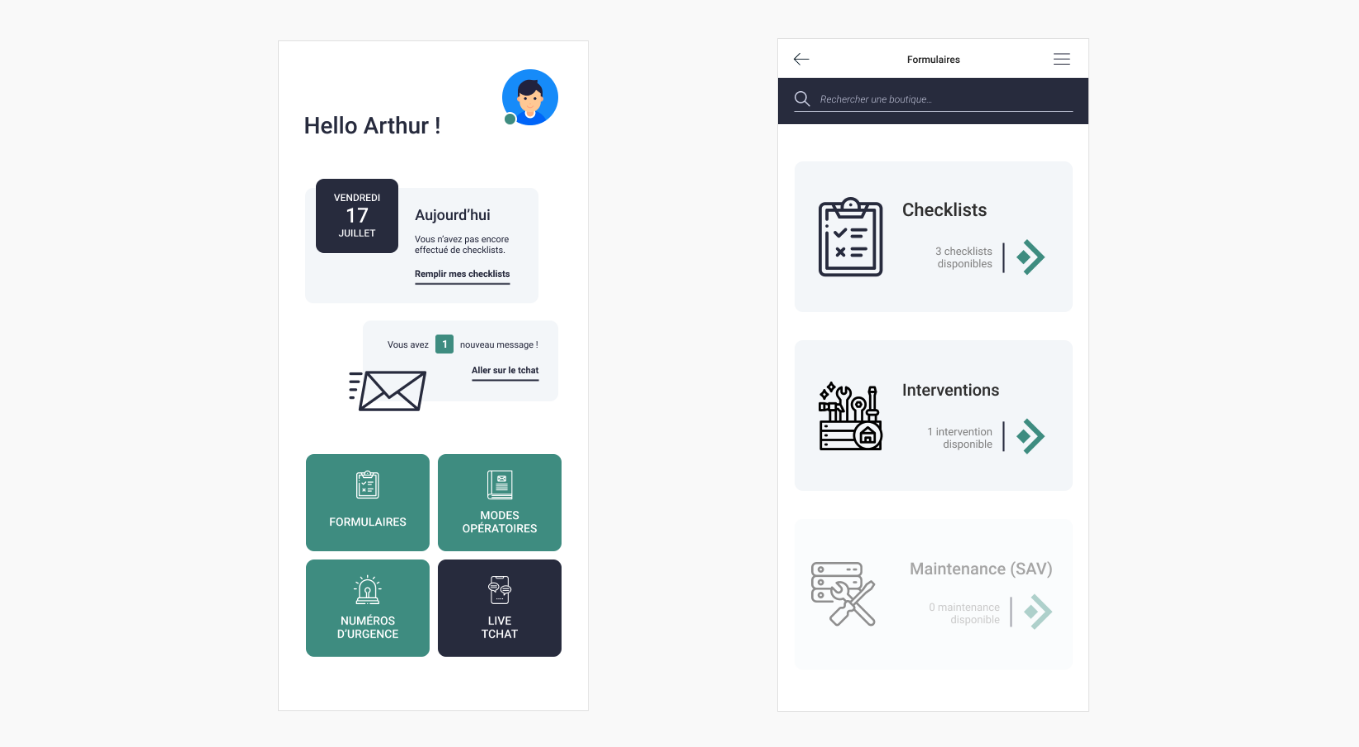 Hello Arthur !
VENDREDI
17
JUILLET
Aujourd'hui
Vous n'avez pas encore
effectué de checklists.
Remplir mes checklists
Vous avez 1 nouveau message !
Aller sur le tchat
FORMULAIRES
MODES
OPÉRATOIRES
NUMÉROS
D'URGENCE
LIVE
TCHAT
Formulaires
Rechercher une boutique...
Checklists
3 checklists
disponibles
Interventions
1 intervention
disponible
Maintenance (SAV)
0 maintenance
disponible